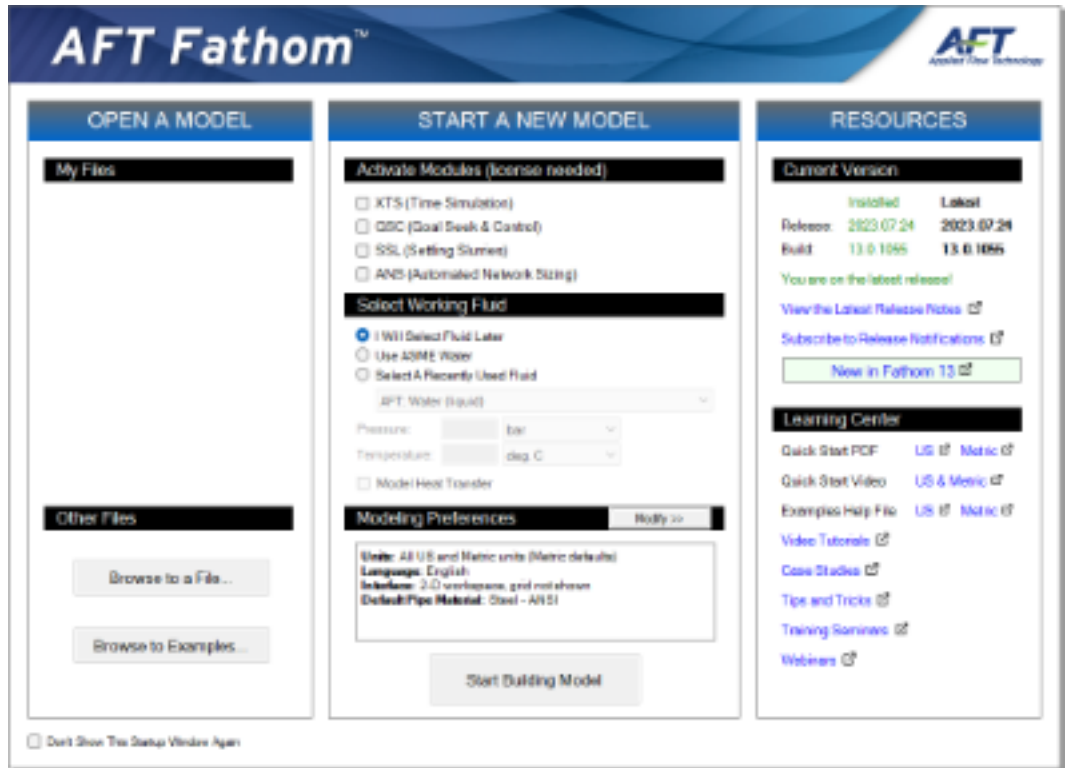 AFT Fathom™
AFT
Applied Flow Technology
OPEN A MODEL
My Files
Other Files
Browse to a File...
Browse to Examples...
START A NEW MODEL
Activate Modules (license needed)
XTS (Time Simulation)
GSC (Goal Seek & Control)
SSL (Settling Slurries)
ANS (Automated Network Sizing)
Select Working Fluid
I Will Select Fluid Later
Use ASME Water
Select A Recently Used Fluid
AFT: Water (liquid)
Pressure: bar
Temperature: deg. C
Model Heat Transfer
Modeling Preferences Modify >>
Units: All US and Metric units (Metric defaults)
Language: English
Interface: 2-D workspace, grid not shown
Default Pipe Material: Steel - ANSI
Start Building Model
RESOURCES
Current Version
Installed Latest
Release: 2023.07.24 2023.07.24
Build: 13.0.1055 13.0.1055
You are on the latest release!
View the Latest Release Notes
Subscribe to Release Notifications
New in Fathom 13
Learning Center
Quick Start PDF US Metric
Quick Start Video US & Metric
Examples Help File US Metric
Video Tutorials
Case Studies
Tips and Tricks
Training Seminars
Webinars
Don't Show This Startup Window Again